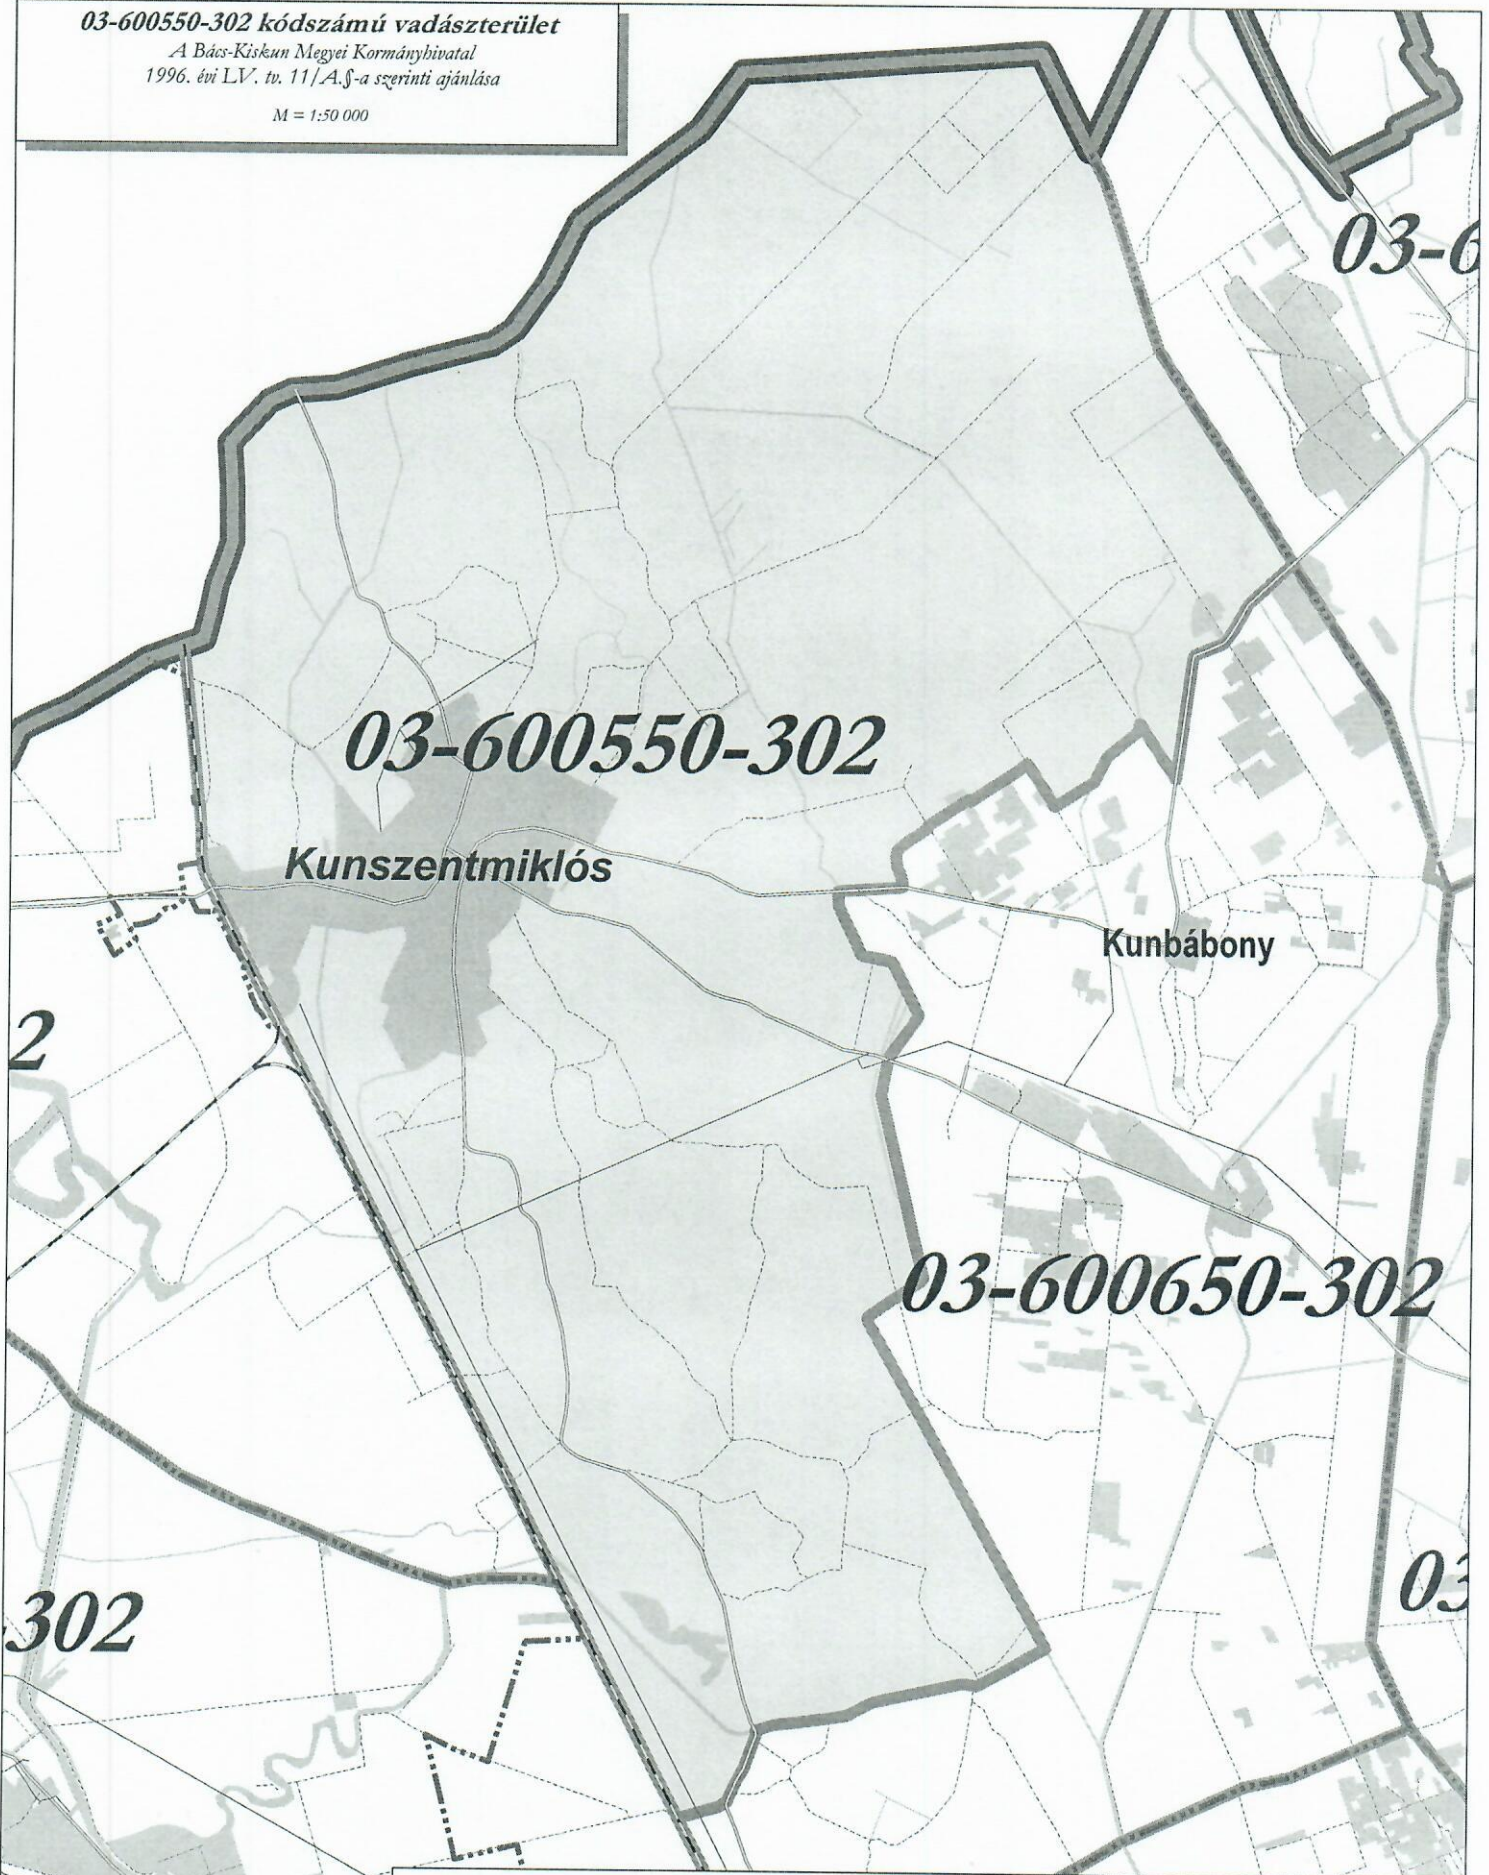 03-600550-302 kódszámú vadászterület
A Bács-Kiskun Megyei Kormányhivatal
1996. évi LV. tv. 11/A.§-a szerinti ajánlása
M = 1:50 000
03-6
03-600550-302
Kunszentmiklós
Kunbábony
2
03-600650-302
03
302